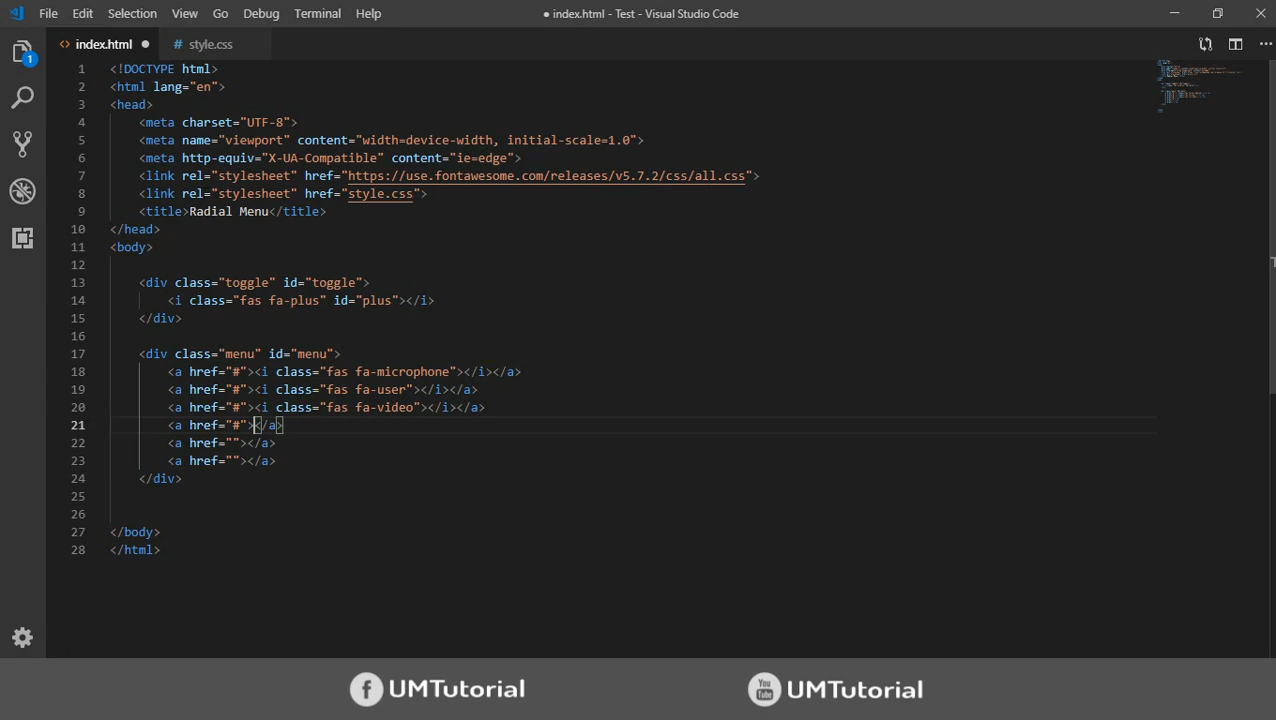 File Edit Selection View Go Debug Terminal Help
● index.html - Test - Visual Studio Code
1
index.html
style.css
1 <!DOCTYPE html>
2 <html lang="en">
3 <head>
4 <meta charset="UTF-8">
5 <meta name="viewport" content="width=device-width, initial-scale=1.0">
6 <meta http-equiv="X-UA-Compatible" content="ie=edge">
7 <link rel="stylesheet" href="https://use.fontawesome.com/releases/v5.7.2/css/all.css">
8 <link rel="stylesheet" href="style.css">
9 <title>Radial Menu</title>
10 </head>
11 <body>
12
13 <div class="toggle" id="toggle">
14 <i class="fas fa-plus" id="plus"></i>
15 </div>
16
17 <div class="menu" id="menu">
18 <a href="#"><i class="fas fa-microphone"></i></a>
19 <a href="#"><i class="fas fa-user"></i></a>
20 <a href="#"><i class="fas fa-video"></i></a>
21 <a href="#"></a>
22 <a href=""></a>
23 <a href=""></a>
24 </div>
25
26
27 </body>
28 </html>
f UMTutorial
You Tube UMTutorial